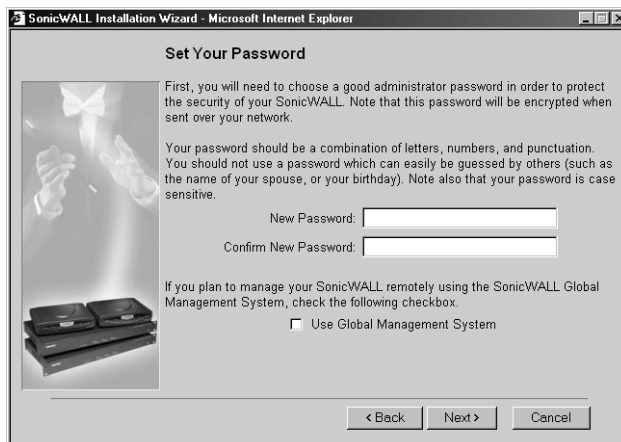 SonicWALL Installation Wizard - Microsoft Internet Explorer
Set Your Password
First, you will need to choose a good administrator password in order to protect
the security of your SonicWALL. Note that this password will be encrypted when
sent over your network.
Your password should be a combination of letters, numbers, and punctuation.
You should not use a password which can easily be guessed by others (such as
the name of your spouse, or your birthday). Note also that your password is case
sensitive.
New Password:
Confirm New Password:
If you plan to manage your SonicWALL remotely using the SonicWALL Global
Management System, check the following checkbox.
Use Global Management System
< Back
Next >
Cancel